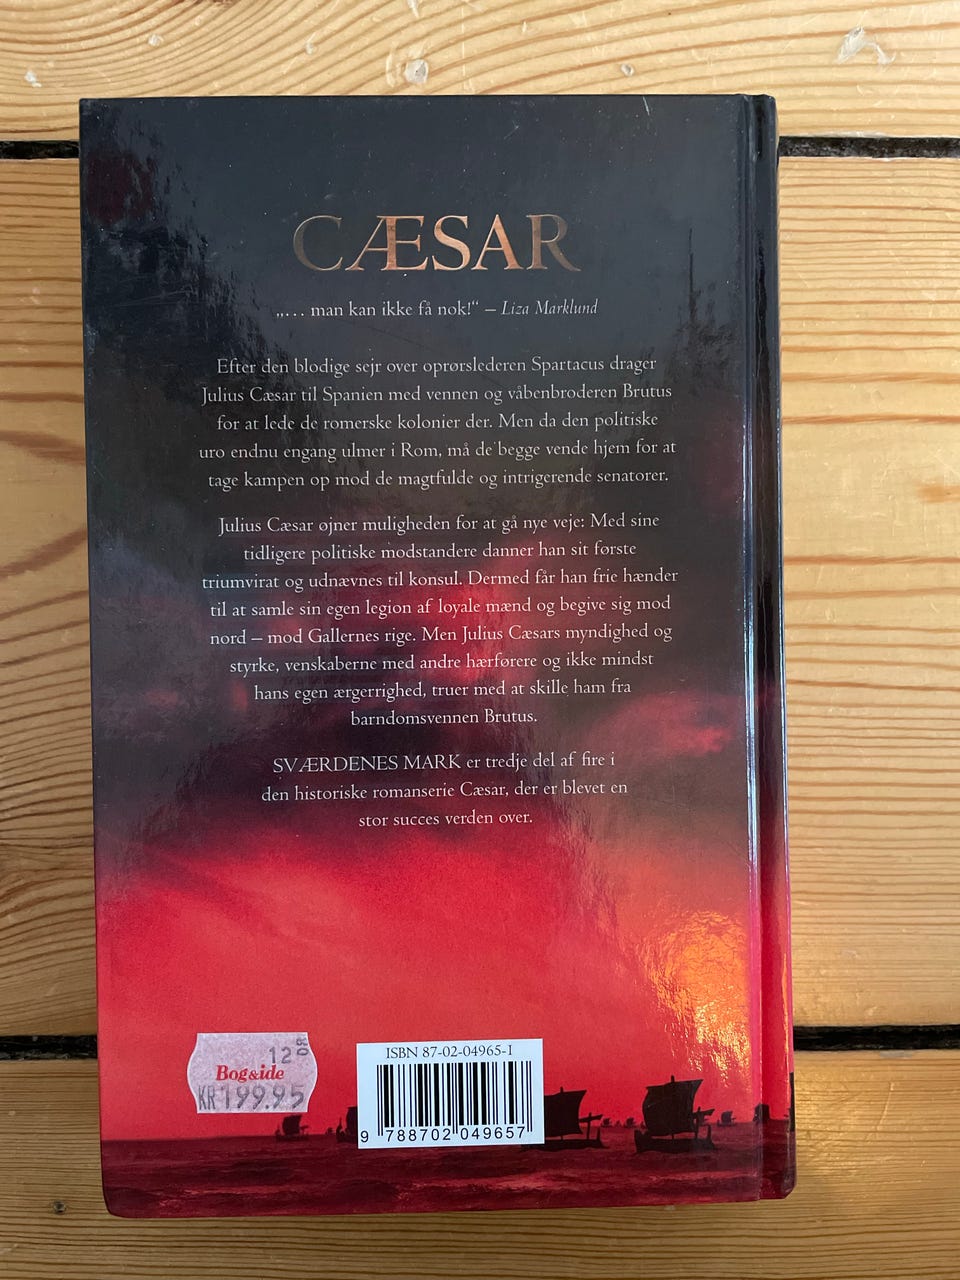 CÆSAR
„… man kan ikke få nok!“ – Liza Marklund
Efter den blodige sejr over oprørslederen Spartacus drager
Julius Cæsar til Spanien med vennen og våbenbroderen Brutus
for at lede de romerske kolonier der. Men da den politiske
uro endnu engang ulmer i Rom, må de begge vende hjem for at
tage kampen op mod de magtfulde og intrigerende senatorer.
Julius Cæsar øjner muligheden for at gå nye veje: Med sine
tidligere politiske modstandere danner han sit første
triumvirat og udnævnes til konsul. Dermed får han frie hænder
til at samle sin egen legion af loyale mænd og begive sig mod
nord – mod Gallernes rige. Men Julius Cæsars myndighed og
styrke, venskaberne med andre hærførere og ikke mindst
hans egen ærgerrighed, truer med at skille ham fra
barndomsvennen Brutus.
SVÆRDENES MARK er tredje del af fire i
den historiske romanserie Cæsar, der er blevet en
stor succes verden over.
12 08
Bog&ide
KR 199.95
ISBN 87-02-04965-1
9 788702 049657